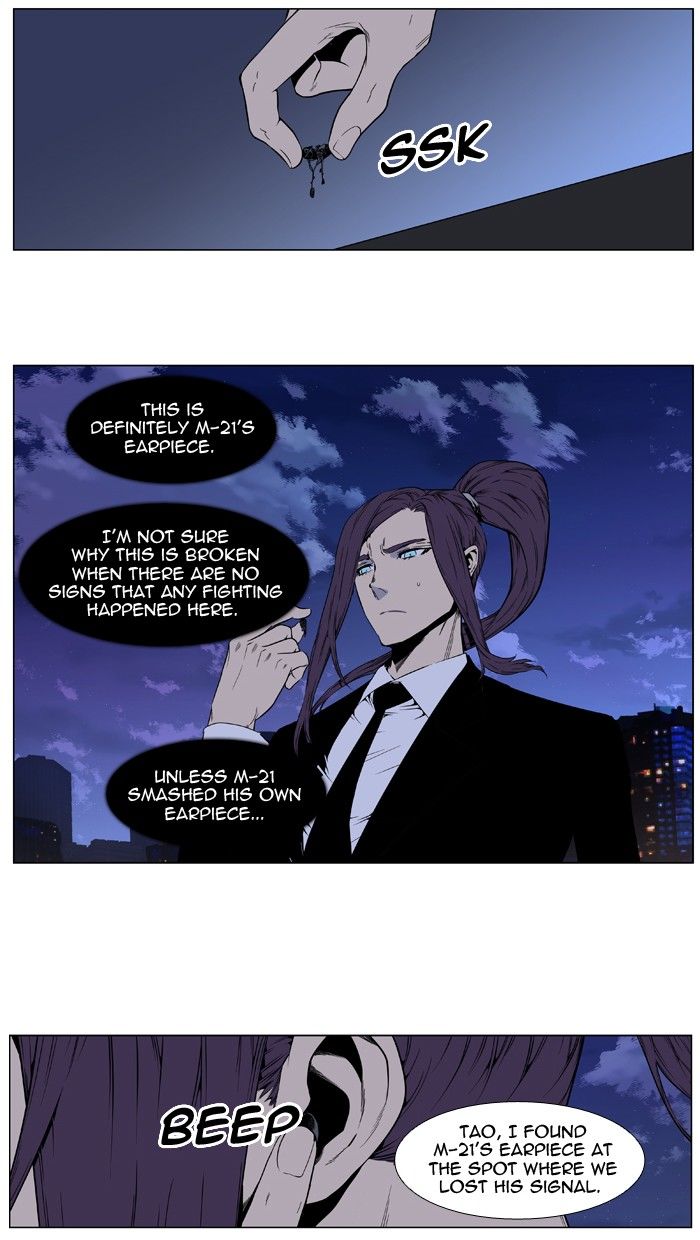 SSK
THIS IS
DEFINITELY M-21'S
EARPIECE.
I'M NOT SURE
WHY THIS IS BROKEN
WHEN THERE ARE NO
SIGNS THAT ANY FIGHTING
HAPPENED HERE.
UNLESS M-21
SMASHED HIS OWN
EARPIECE...
BEEP
TAO, I FOUND
M-21'S EARPIECE AT
THE SPOT WHERE WE
LOST HIS SIGNAL.